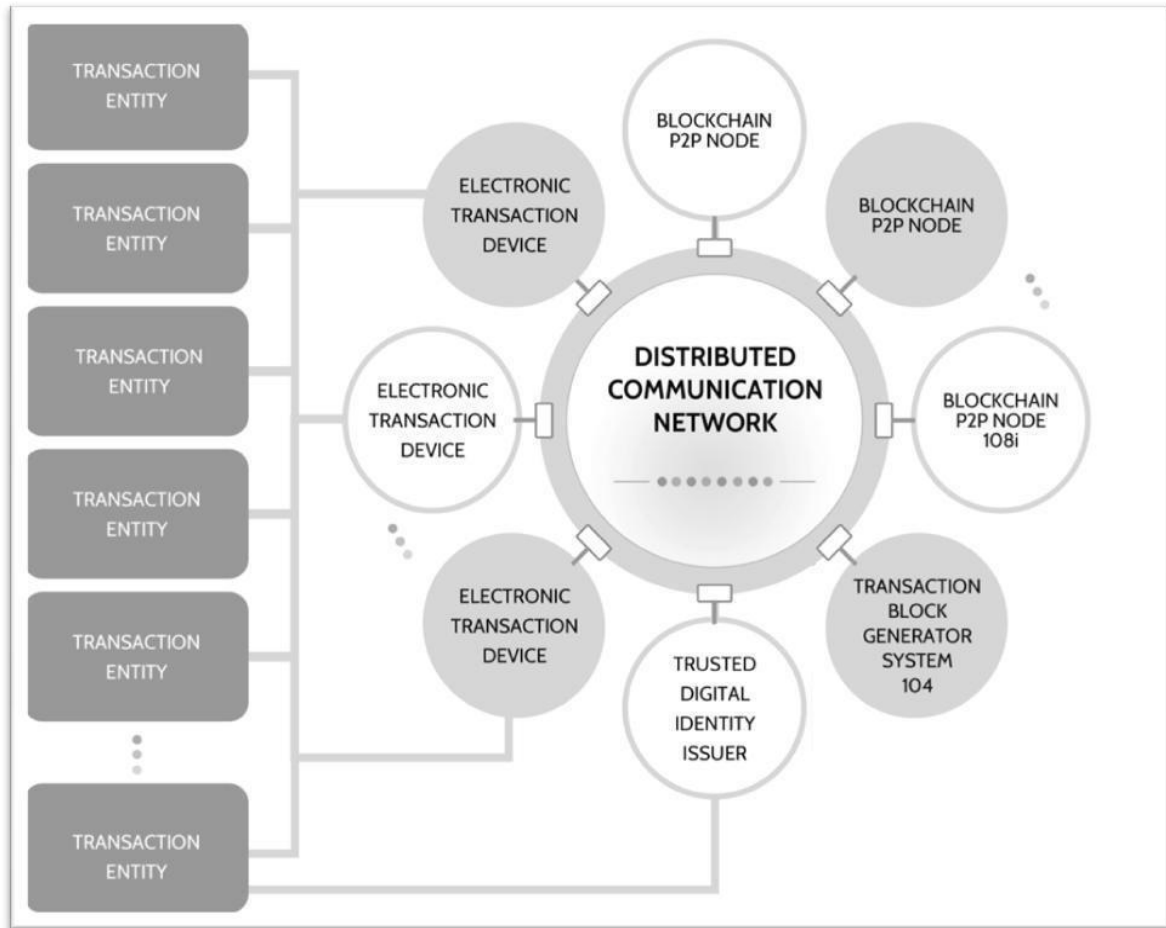 TRANSACTION
ENTITY
TRANSACTION
ENTITY
TRANSACTION
ENTITY
TRANSACTION
ENTITY
TRANSACTION
ENTITY
TRANSACTION
ENTITY
ELECTRONIC
TRANSACTION
DEVICE
ELECTRONIC
TRANSACTION
DEVICE
ELECTRONIC
TRANSACTION
DEVICE
BLOCKCHAIN
P2P NODE
BLOCKCHAIN
P2P NODE
BLOCKCHAIN
P2P NODE
108i
DISTRIBUTED
COMMUNICATION
NETWORK
TRANSACTION
BLOCK
GENERATOR
SYSTEM
104
TRUSTED
DIGITAL
IDENTITY
ISSUER